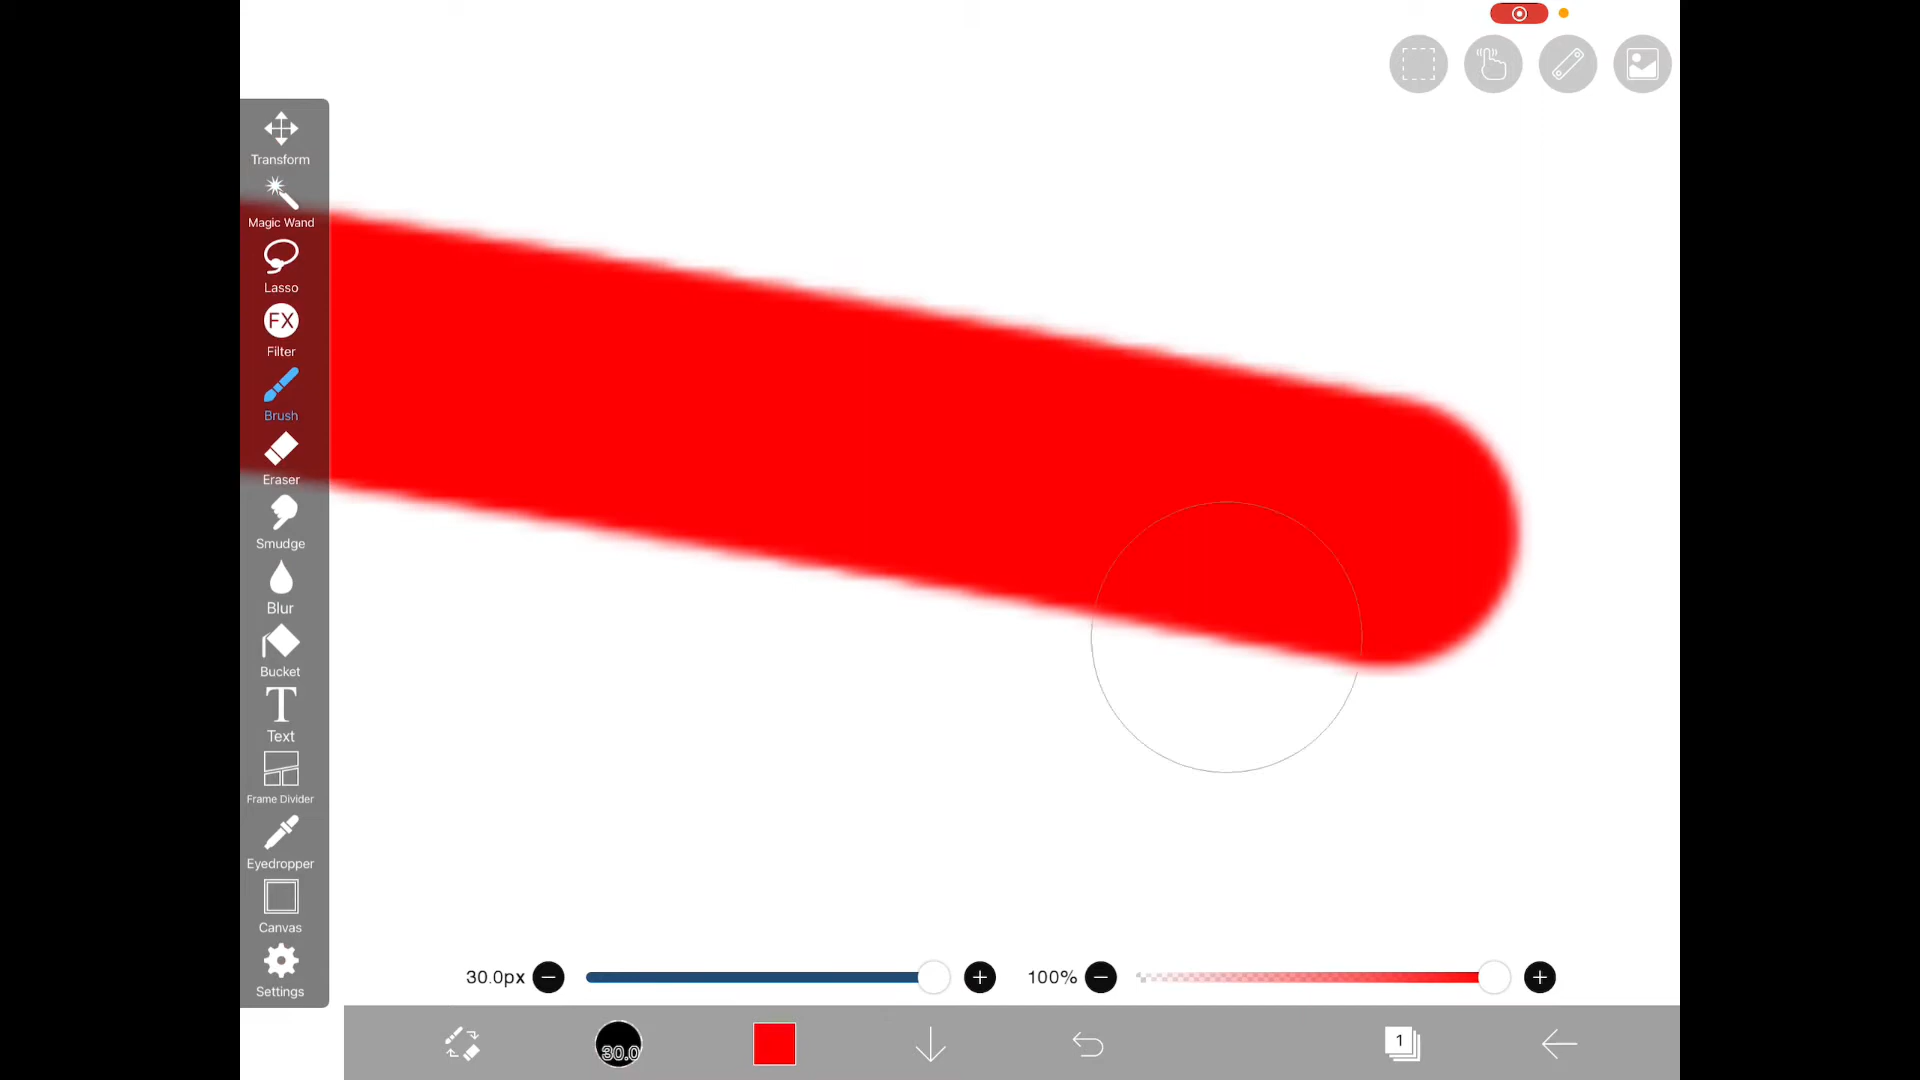 Transform
Magic Wand
Lasso
FX
Filter
Brush
Eraser
Smudge
Blur
Bucket
T
Text
Frame Divider
Eyedropper
Canvas
Settings
30.0px
100%
30.0
1